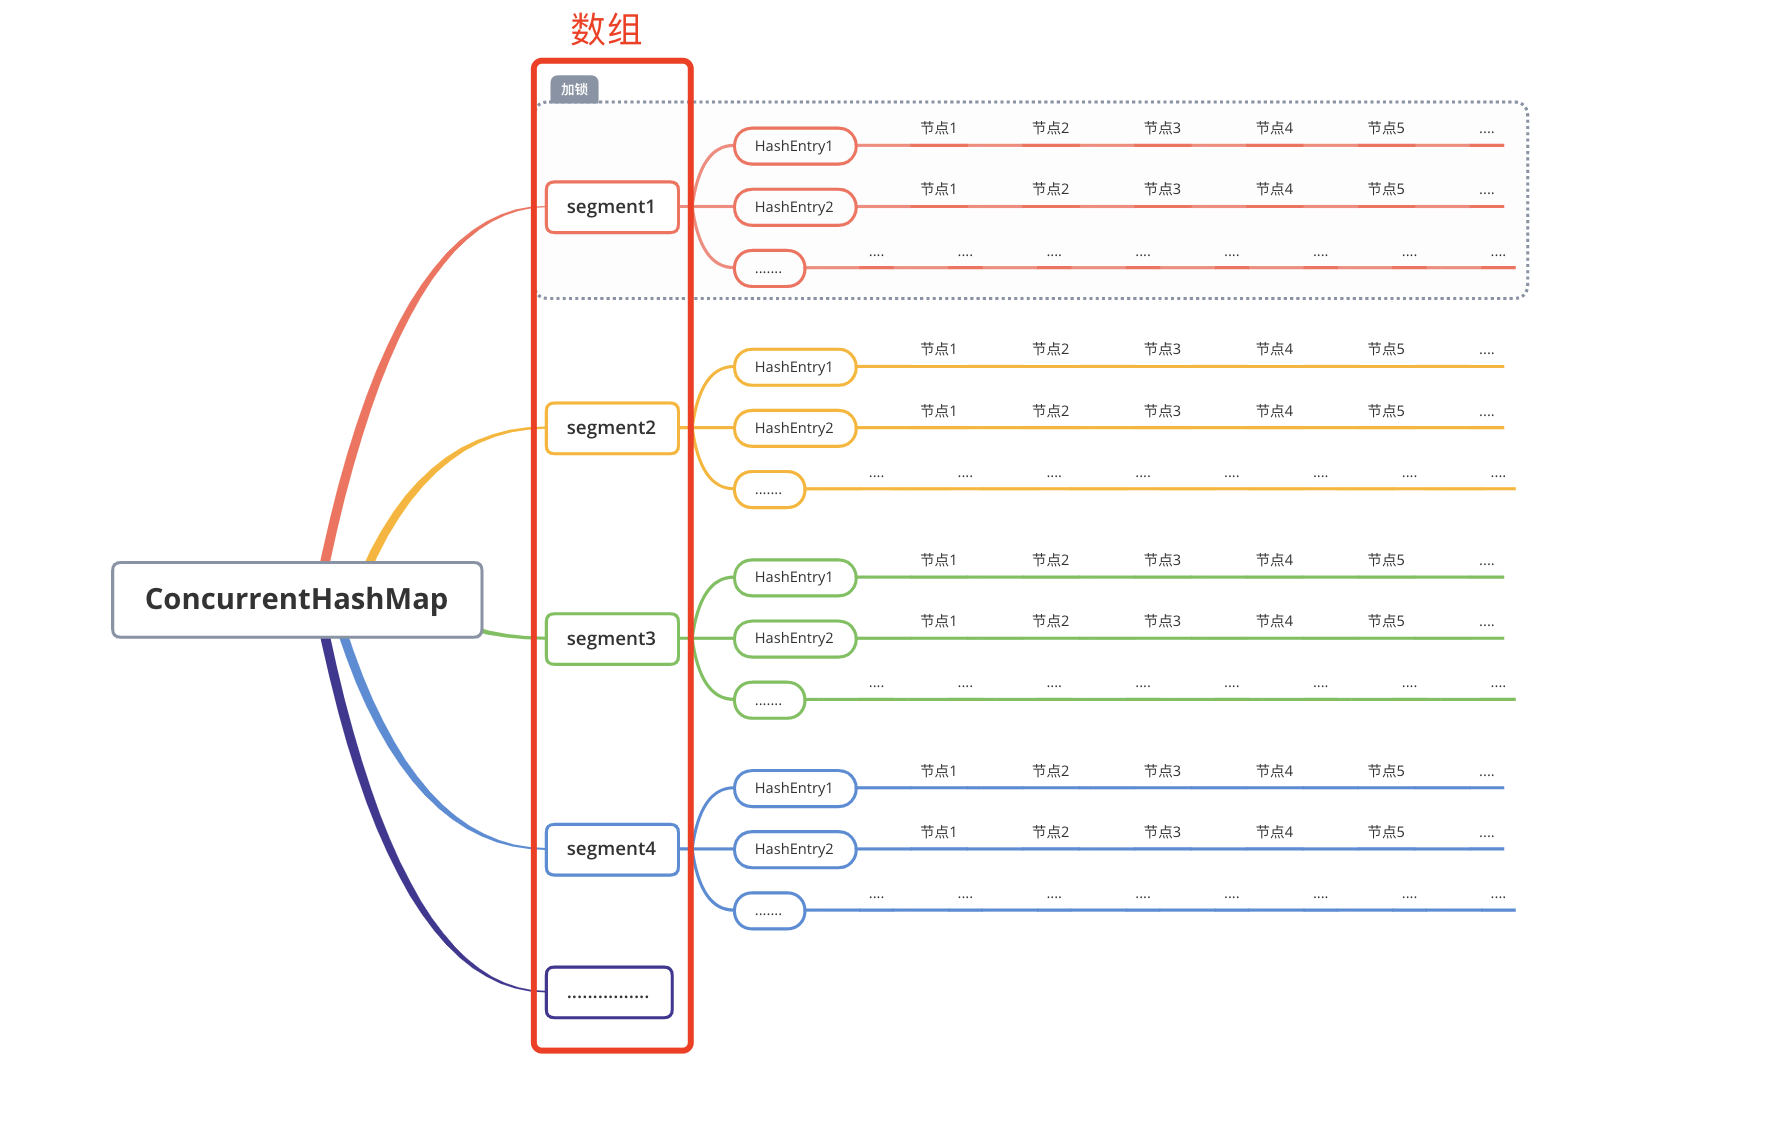 数组
加锁
节点1 节点2 节点3 节点4 节点5 ....
HashEntry1
节点1 节点2 节点3 节点4 节点5 ....
segment1 HashEntry2
.... .... .... .... .... .... .... ....
.......
节点1 节点2 节点3 节点4 节点5 ....
HashEntry1
节点1 节点2 节点3 节点4 节点5 ....
segment2 HashEntry2
.... .... .... .... .... .... .... ....
.......
节点1 节点2 节点3 节点4 节点5 ....
HashEntry1
ConcurrentHashMap
节点1 节点2 节点3 节点4 节点5 ....
segment3 HashEntry2
.... .... .... .... .... .... .... ....
.......
节点1 节点2 节点3 节点4 节点5 ....
HashEntry1
节点1 节点2 节点3 节点4 节点5 ....
segment4 HashEntry2
.... .... .... .... .... .... .... ....
.......
................